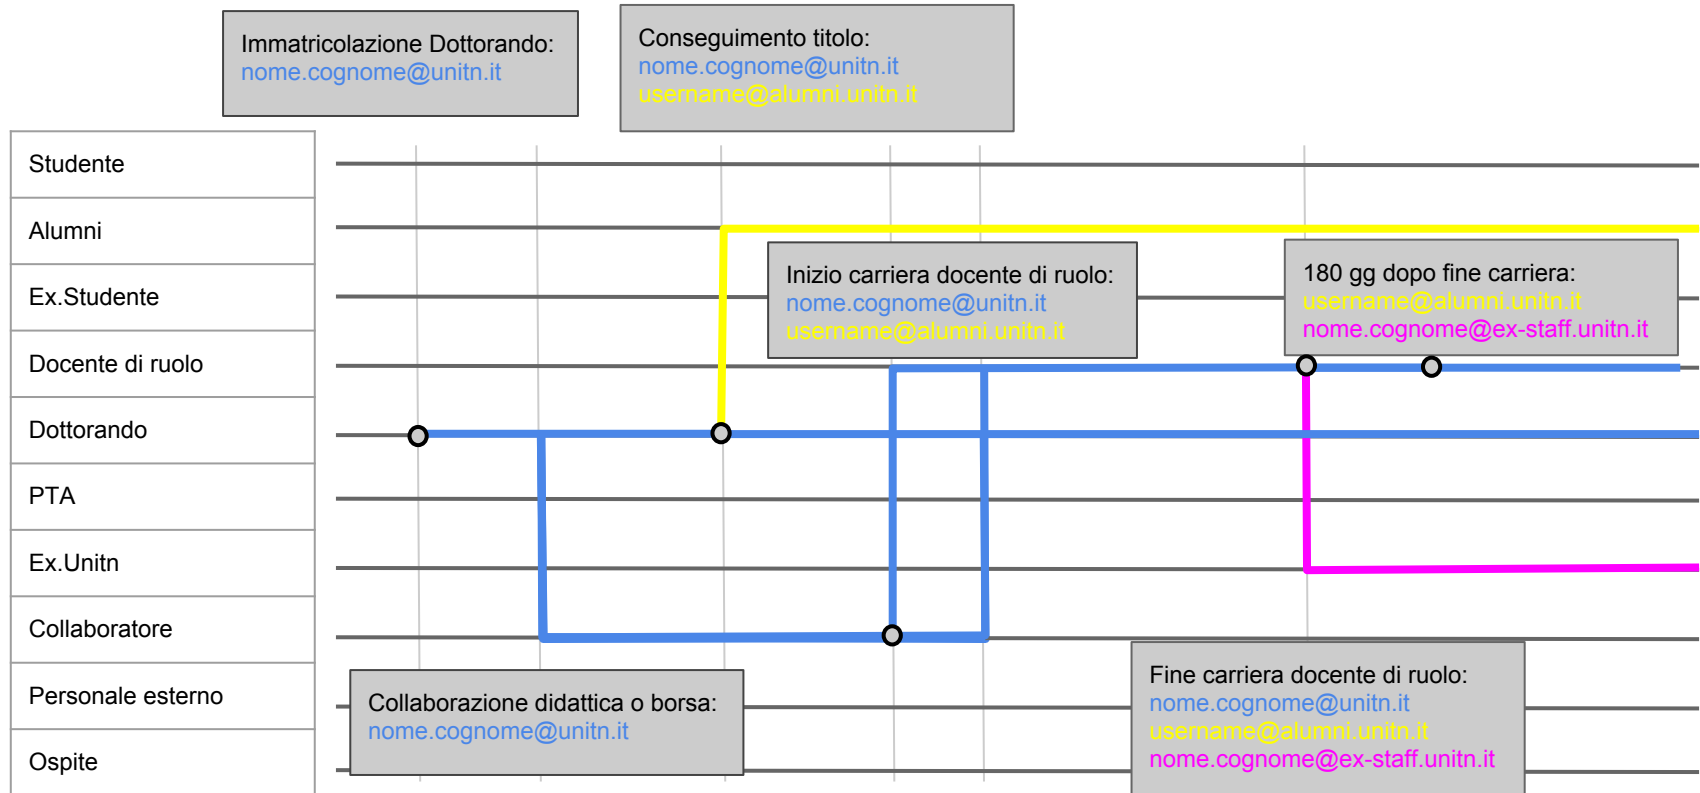 Immatricolazione Dottorando:
nome.cognome@unitn.it
Conseguimento titolo:
nome.cognome@unitn.it
username@alumni.unitn.it
Studente
Alumni
Ex.Studente
Docente di ruolo
Dottorando
PTA
Ex.Unitn
Collaboratore
Personale esterno
Ospite
Inizio carriera docente di ruolo:
nome.cognome@unitn.it
username@alumni.unitn.it
180 gg dopo fine carriera:
username@alumni.unitn.it
nome.cognome@ex-staff.unitn.it
Collaborazione didattica o borsa:
nome.cognome@unitn.it
Fine carriera docente di ruolo:
nome.cognome@unitn.it
username@alumni.unitn.it
nome.cognome@ex-staff.unitn.it